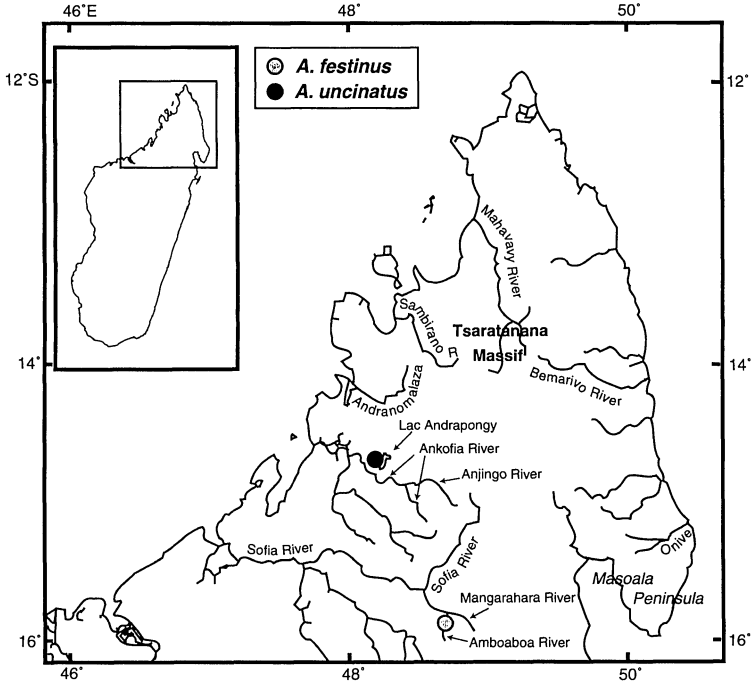 46°E
48°
50°
12°S
12°
A. festinus
A. uncinatus
Mahavavy River
Sambirano R.
Tsaratanana
Massif
14°
14°
Bemarivo River
Andranomalaza
Lac Andrapongy
Ankofia River
Anjingo River
Sofia River
Sofia River
Onive
Masoala
Peninsula
Mangarahara River
Amboaboa River
16°
16°
46°
48°
50°